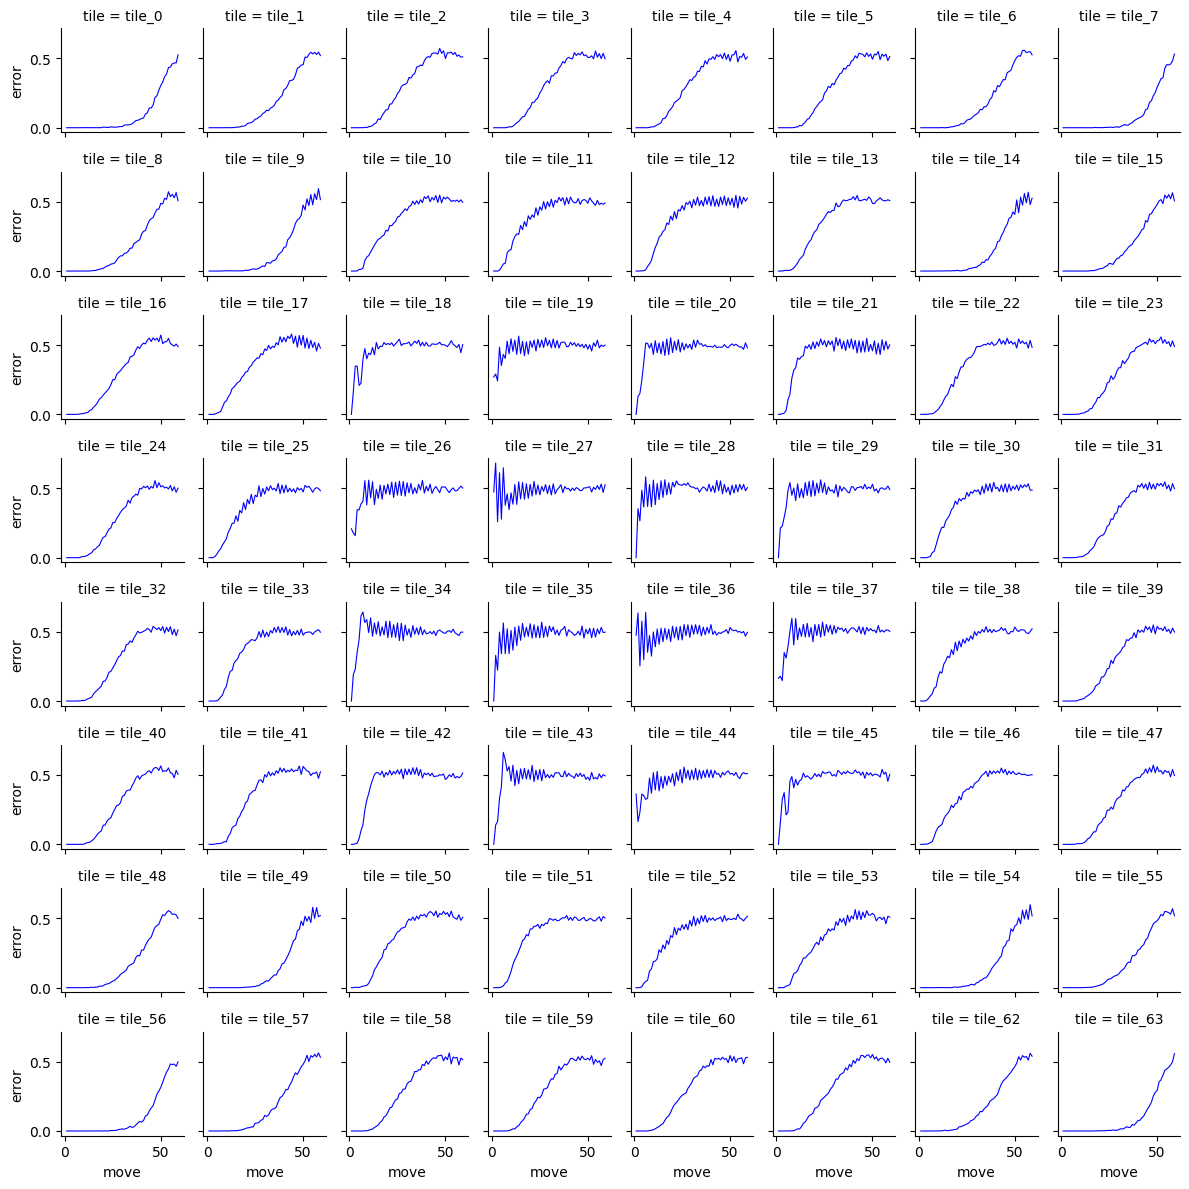 tile = tile_0 tile = tile_1 tile = tile_2 tile = tile_3 tile = tile_4 tile = tile_5 tile = tile_6 tile = tile_7
0.5
error
0.0
tile = tile_8 tile = tile_9 tile = tile_10 tile = tile_11 tile = tile_12 tile = tile_13 tile = tile_14 tile = tile_15
0.5
error
0.0
tile = tile_16 tile = tile_17 tile = tile_18 tile = tile_19 tile = tile_20 tile = tile_21 tile = tile_22 tile = tile_23
0.5
error
0.0
tile = tile_24 tile = tile_25 tile = tile_26 tile = tile_27 tile = tile_28 tile = tile_29 tile = tile_30 tile = tile_31
0.5
error
0.0
tile = tile_32 tile = tile_33 tile = tile_34 tile = tile_35 tile = tile_36 tile = tile_37 tile = tile_38 tile = tile_39
0.5
error
0.0
tile = tile_40 tile = tile_41 tile = tile_42 tile = tile_43 tile = tile_44 tile = tile_45 tile = tile_46 tile = tile_47
0.5
error
0.0
tile = tile_48 tile = tile_49 tile = tile_50 tile = tile_51 tile = tile_52 tile = tile_53 tile = tile_54 tile = tile_55
0.5
error
0.0
tile = tile_56 tile = tile_57 tile = tile_58 tile = tile_59 tile = tile_60 tile = tile_61 tile = tile_62 tile = tile_63
0.5
error
0.0
0 50 0 50 0 50 0 50 0 50 0 50 0 50 0 50
move move move move move move move move